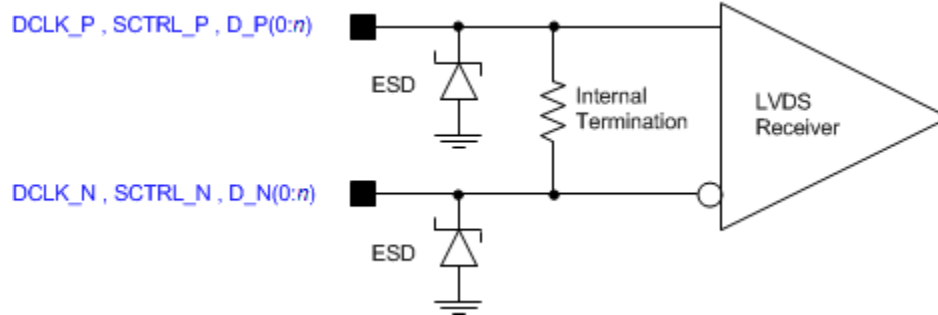 DCLK_P , SCTRL_P , D_P(0:n)
ESD
Internal
Termination
LVDS
Receiver
DCLK_N , SCTRL_N , D_N(0:n)
ESD